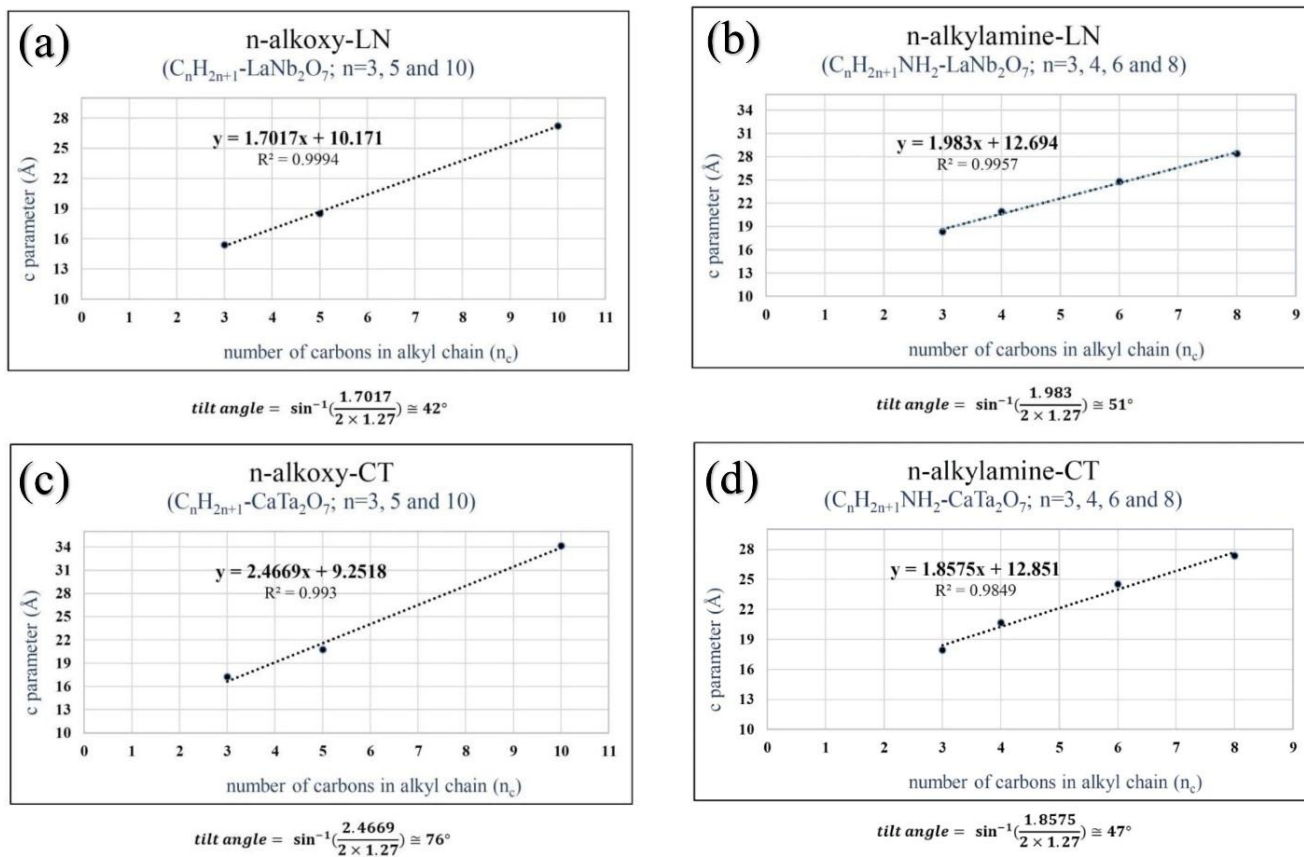 (a)
n-alkoxy-LN
(CnH2n+1-LaNb2O7; n=3, 5 and 10)
y = 1.7017x + 10.171
R² = 0.9994
c parameter (Å)
28
25
22
19
16
13
10
0 1 2 3 4 5 6 7 8 9 10 11
number of carbons in alkyl chain (nc)
tilt angle = sin⁻¹(1.7017/2 × 1.27) ≅ 42°
(b)
n-alkylamine-LN
(CnH2n+1NH2-LaNb2O7; n=3, 4, 6 and 8)
y = 1.983x + 12.694
R² = 0.9957
c parameter (Å)
34
31
28
25
22
19
16
13
10
0 1 2 3 4 5 6 7 8 9
number of carbons in alkyl chain (nc)
tilt angle = sin⁻¹(1.983/2 × 1.27) ≅ 51°
(c)
n-alkoxy-CT
(CnH2n+1-CaTa2O7; n=3, 5 and 10)
y = 2.4669x + 9.2518
R² = 0.993
c parameter (Å)
34
31
28
25
22
19
16
13
10
0 1 2 3 4 5 6 7 8 9 10 11
number of carbons in alkyl chain (nc)
tilt angle = sin⁻¹(2.4669/2 × 1.27) ≅ 76°
(d)
n-alkylamine-CT
(CnH2n+1NH2-CaTa2O7; n=3, 4, 6 and 8)
y = 1.8575x + 12.851
R² = 0.9849
c parameter (Å)
28
25
22
19
16
13
10
0 1 2 3 4 5 6 7 8 9
number of carbons in alkyl chain (nc)
tilt angle = sin⁻¹(1.8575/2 × 1.27) ≅ 47°